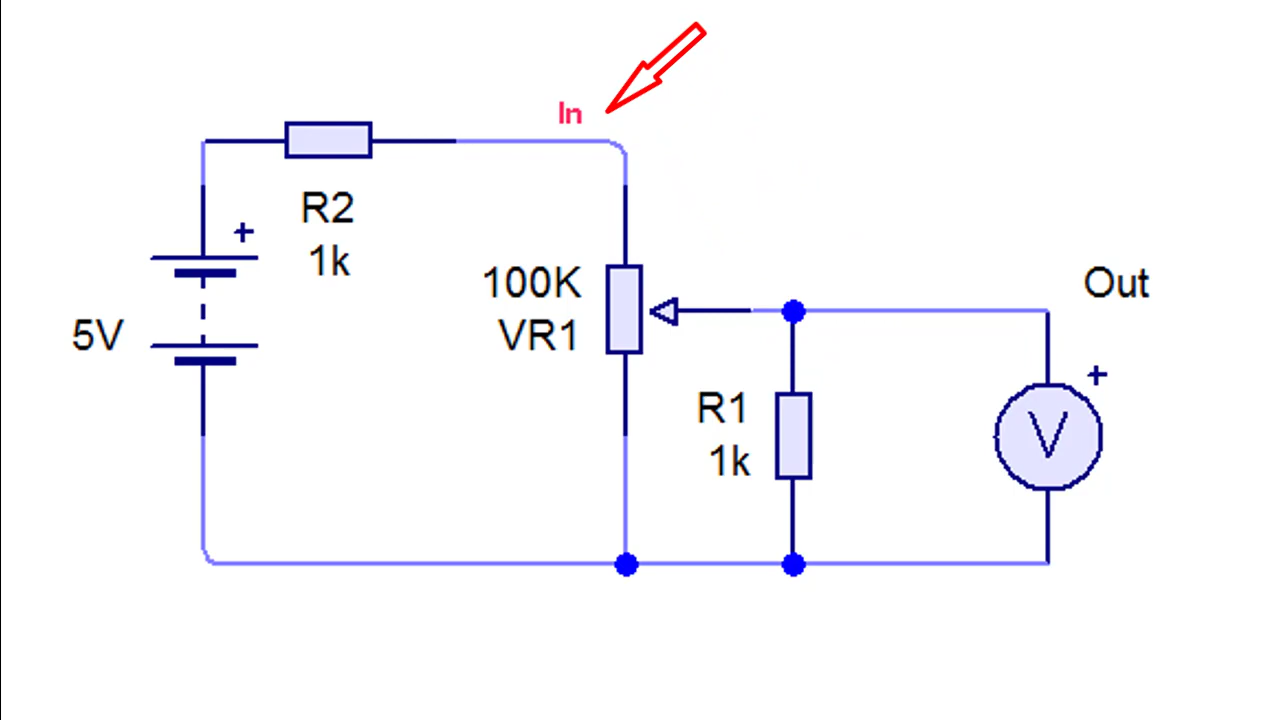 In
R2
1k
+
5V
100K
VR1
Out
+
R1
1k
V